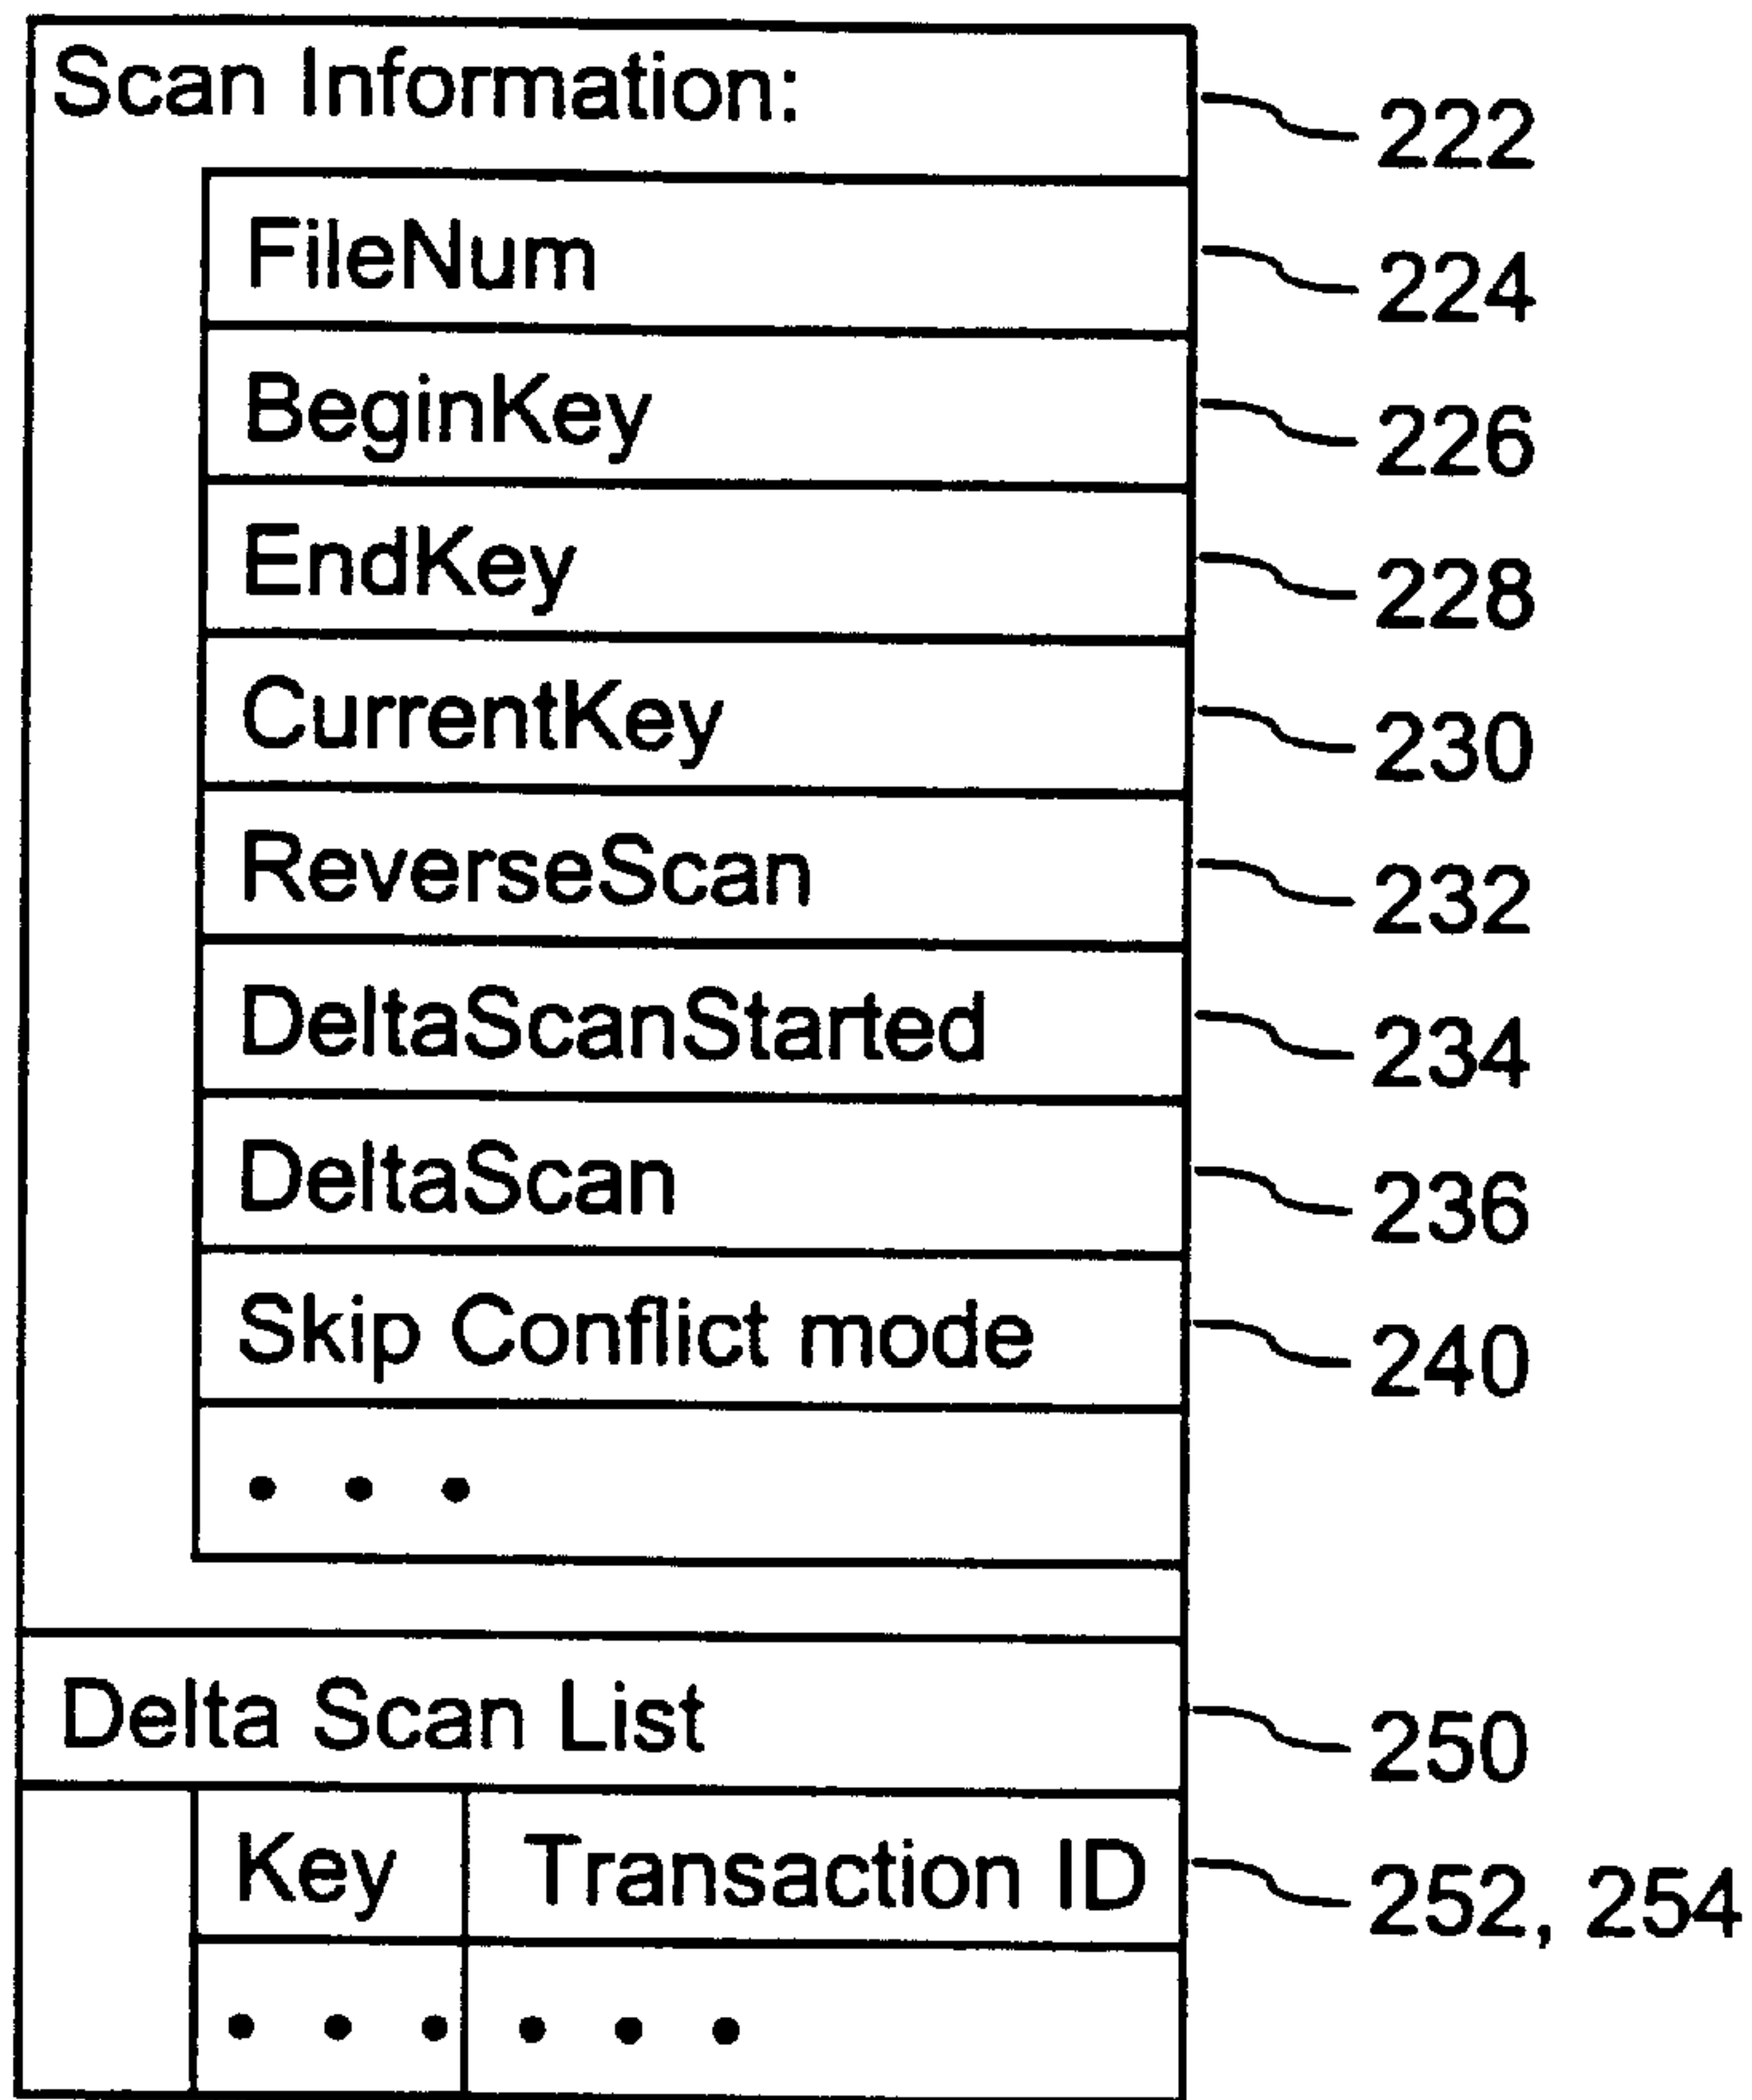 Scan Information: 222
FileNum 224
BeginKey 226
EndKey 228
CurrentKey 230
ReverseScan 232
DeltaScanStarted 234
DeltaScan 236
Skip Conflict mode 240
• • •
Delta Scan List 250
Key Transaction ID 252, 254
• • • • • •